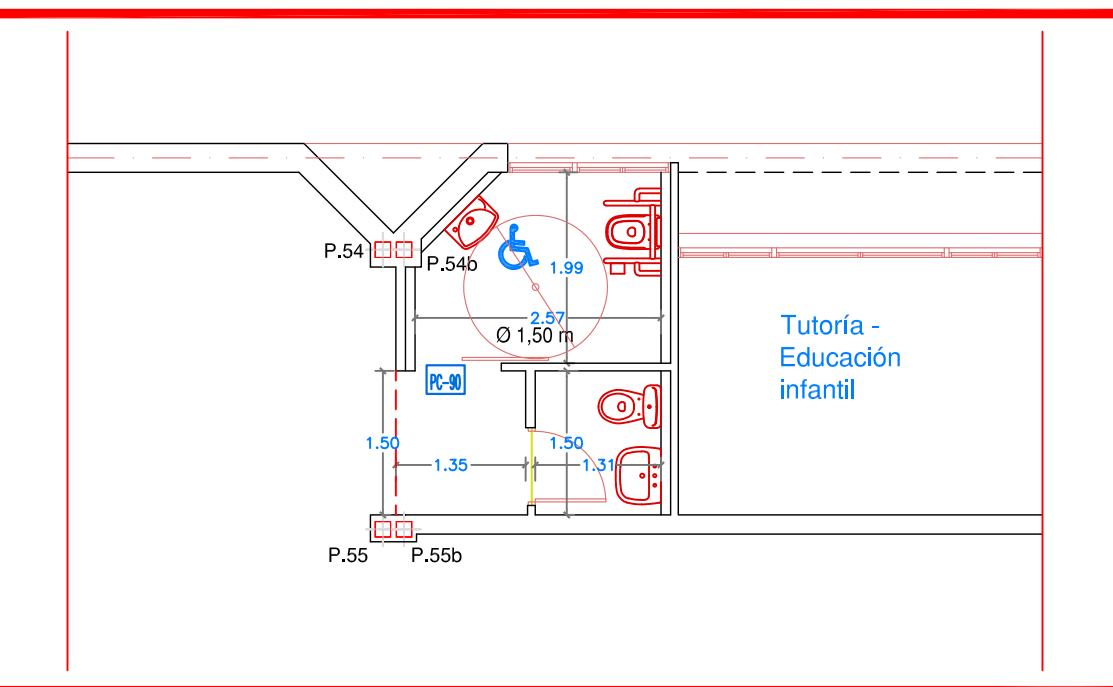 P.54
P.54b
1.99
2.57
Ø 1,50 m
Tutoría -
Educación
infantil
PC-90
1.50
1.50
1.35
1.31
P.55
P.55b